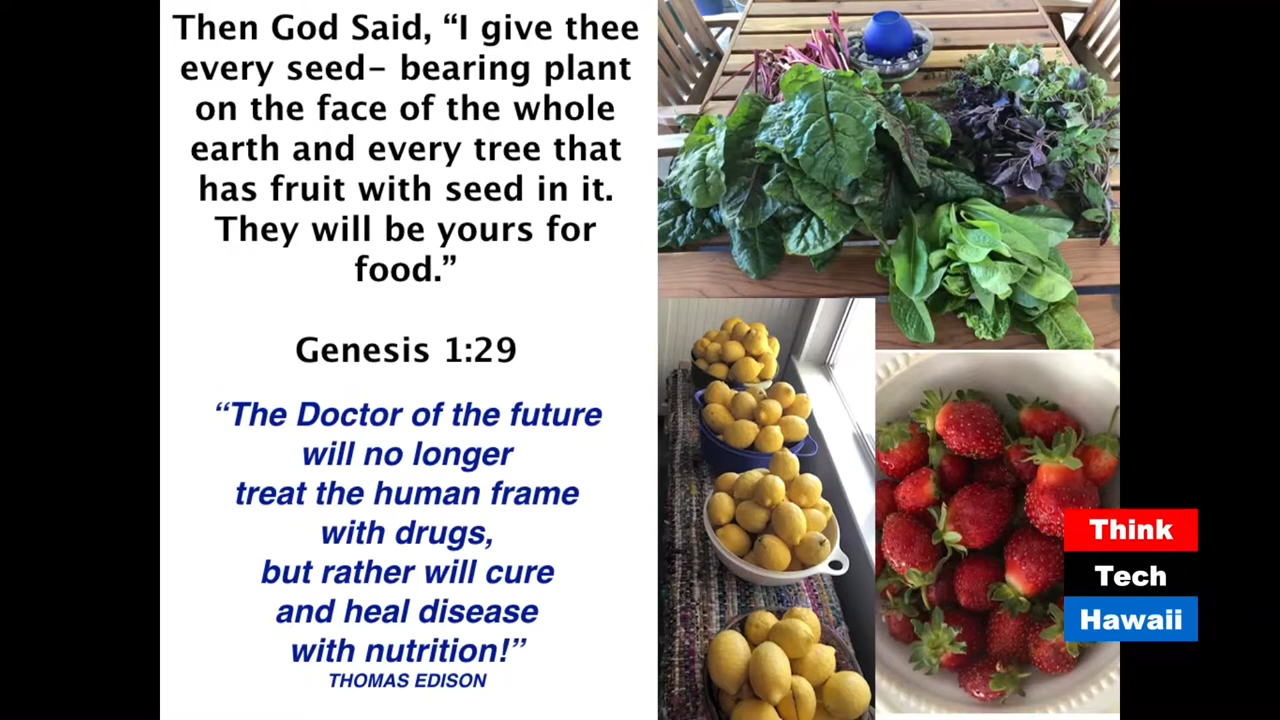 Then God Said, “I give thee
every seed– bearing plant
on the face of the whole
earth and every tree that
has fruit with seed in it.
They will be yours for
food.”
Genesis 1:29
“The Doctor of the future
will no longer
treat the human frame
with drugs,
but rather will cure
and heal disease
with nutrition!”
THOMAS EDISON
Think
Tech
Hawaii